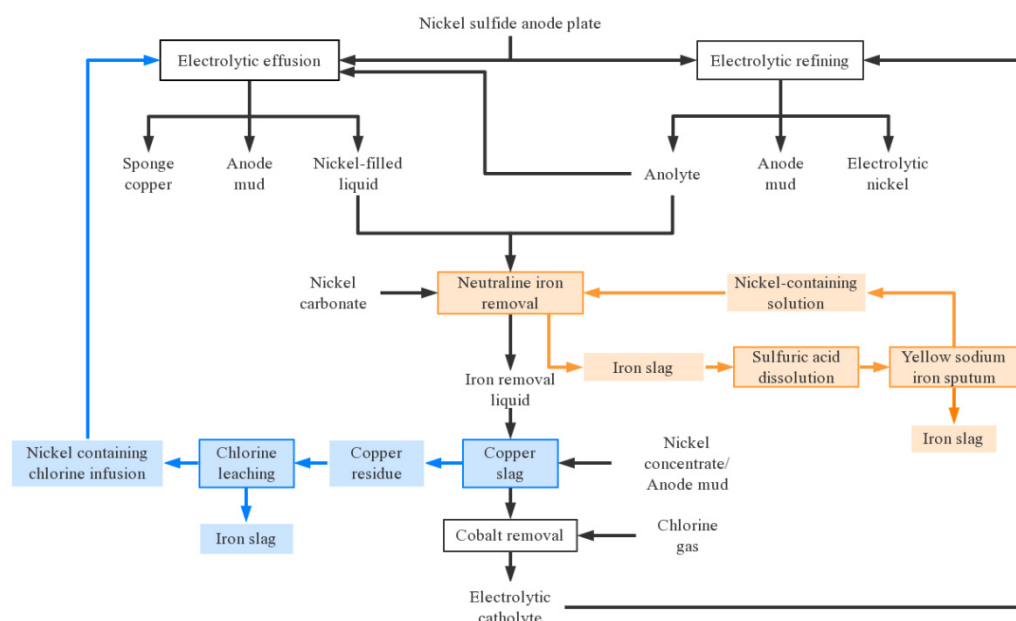 Nickel sulfide anode plate
Electrolytic effusion
Electrolytic refining
Sponge
copper
Anode
mud
Nickel-filled
liquid
Anolyte
Anode
mud
Electrolytic
nickel
Nickel
carbonate
Neutraline iron
removal
Nickel-containing
solution
Iron slag
Sulfuric acid
dissolution
Yellow sodium
iron sputum
Iron removal
liquid
Iron slag
Nickel containing
chlorine infusion
Chlorine
leaching
Copper
residue
Copper
slag
Nickel
concentrate/
Anode mud
Iron slag
Cobalt removal
Chlorine
gas
Electrolytic
catholyte